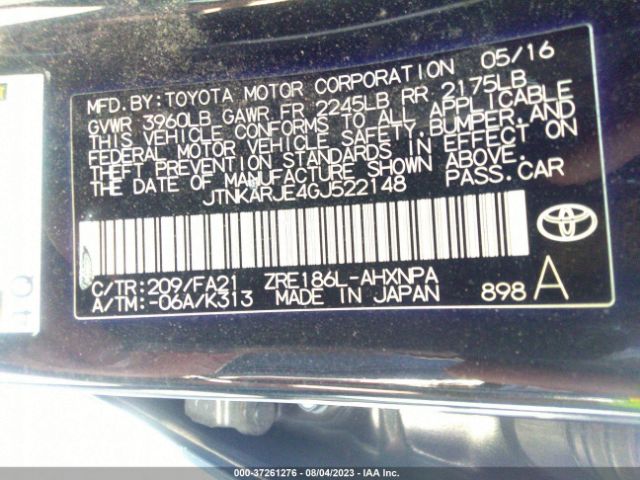 MFD. BY: TOYOTA MOTOR CORPORATION 05/16
GVWR 3960LB GAWR FR 2245LB RR 2175LB
THIS VEHICLE CONFORMS TO ALL APPLICABLE
FEDERAL MOTOR VEHICLE SAFETY, BUMPER, AND
THEFT PREVENTION STANDARDS IN EFFECT ON
THE DATE OF MANUFACTURE SHOWN ABOVE.
JTNKARJE4GJ522148 PASS. CAR
C/TR: 209/FA21 ZRE186L-AHXNPA
A/TM: -06A/K313 MADE IN JAPAN 898 A
000-37261276 - 08/04/2023 - IAA Inc.